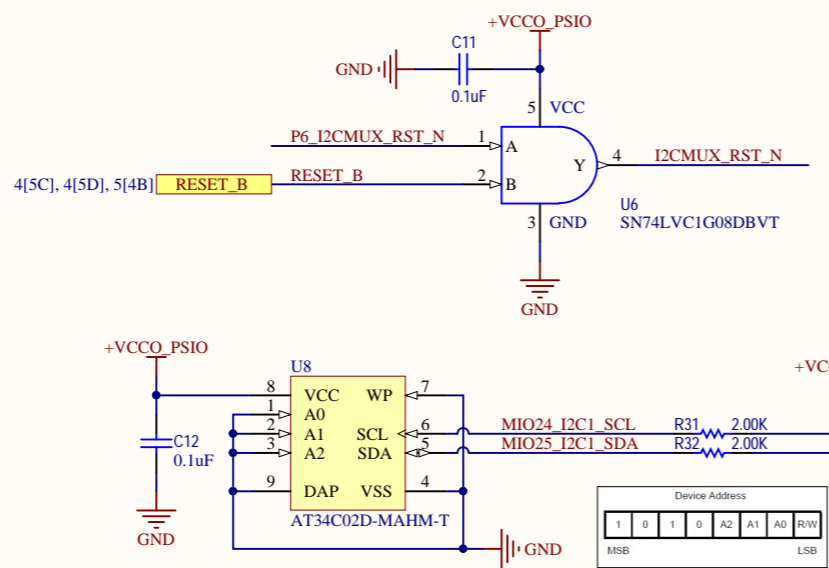 +VCCO_PSIO
C11
GND
0.1uF
5
VCC
P6_I2CMUX_RST_N
1
A
Y
4
I2CMUX_RST_N
4[5C], 4[5D], 5[4B]
RESET_B
RESET_B
2
B
U6
3
GND
SN74LVC1G08DBVT
GND
+VCCO_PSIO
U8
+VCC
8
VCC
WP
7
1
A0
2
A1
SCL
6
MIO24_I2C1_SCL
R31
2.00K
3
A2
SDA
5
MIO25_I2C1_SDA
R32
2.00K
C12
0.1uF
9
DAP
VSS
4
AT34C02D-MAHM-T
GND
GND
Device Address
1 0 1 0 A2 A1 A0 R/W
MSB
LSB